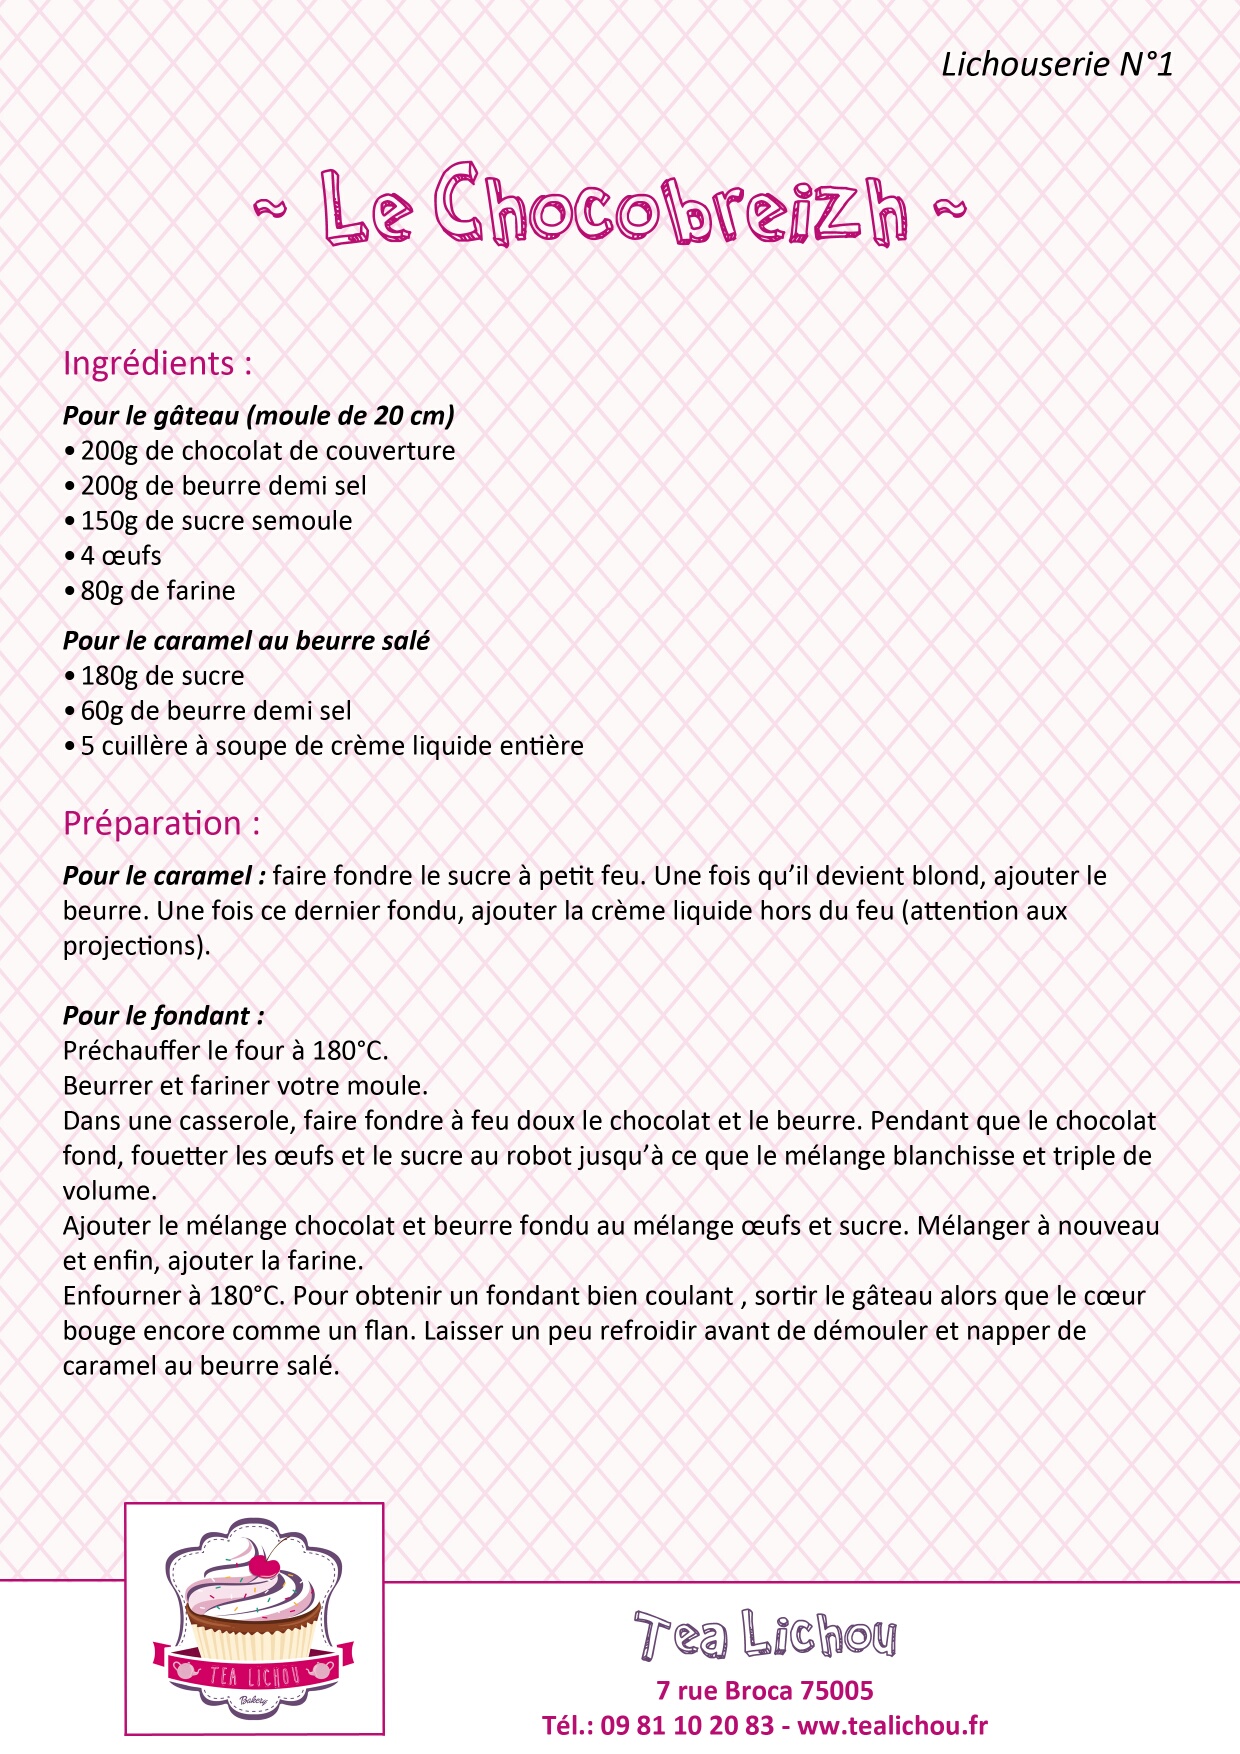 Lichouserie N°1
~ Le Chocobreizh ~
Ingrédients :
Pour le gâteau (moule de 20 cm)
• 200g de chocolat de couverture
• 200g de beurre demi sel
• 150g de sucre semoule
• 4 œufs
• 80g de farine
Pour le caramel au beurre salé
• 180g de sucre
• 60g de beurre demi sel
• 5 cuillère à soupe de crème liquide entière
Préparation :
Pour le caramel : faire fondre le sucre à petit feu. Une fois qu’il devient blond, ajouter le
beurre. Une fois ce dernier fondu, ajouter la crème liquide hors du feu (attention aux
projections).
Pour le fondant :
Préchauffer le four à 180°C.
Beurrer et fariner votre moule.
Dans une casserole, faire fondre à feu doux le chocolat et le beurre. Pendant que le chocolat
fond, fouetter les œufs et le sucre au robot jusqu’à ce que le mélange blanchisse et triple de
volume.
Ajouter le mélange chocolat et beurre fondu au mélange œufs et sucre. Mélanger à nouveau
et enfin, ajouter la farine.
Enfourner à 180°C. Pour obtenir un fondant bien coulant , sortir le gâteau alors que le cœur
bouge encore comme un flan. Laisser un peu refroidir avant de démouler et napper de
caramel au beurre salé.
TEA LICHOU
Bakery
Tea Lichou
7 rue Broca 75005
Tél.: 09 81 10 20 83 - ww.tealichou.fr